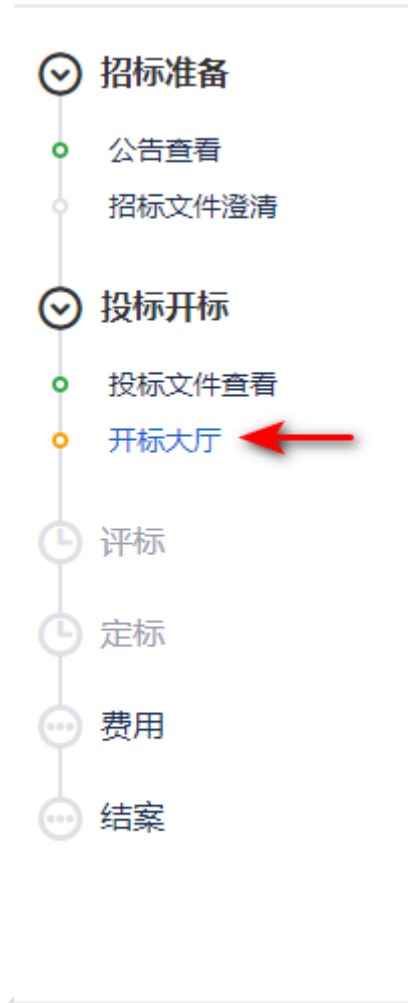 招标准备
公告查看
招标文件澄清
投标开标
投标文件查看
开标大厅
评标
定标
费用
结案